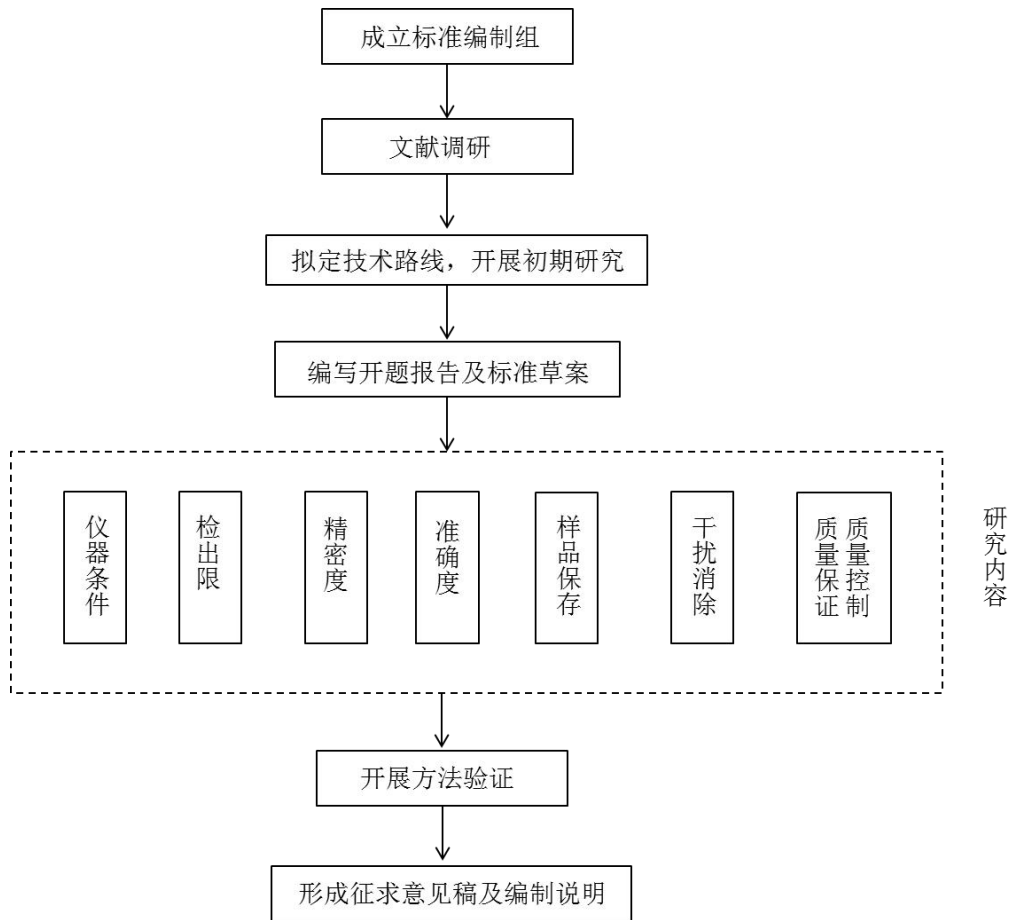 成立标准编制组
文献调研
拟定技术路线，开展初期研究
编写开题报告及标准草案
仪器条件
检出限
精密度
准确度
样品保存
干扰消除
质量保证
质量控制
研究内容
开展方法验证
形成征求意见稿及编制说明